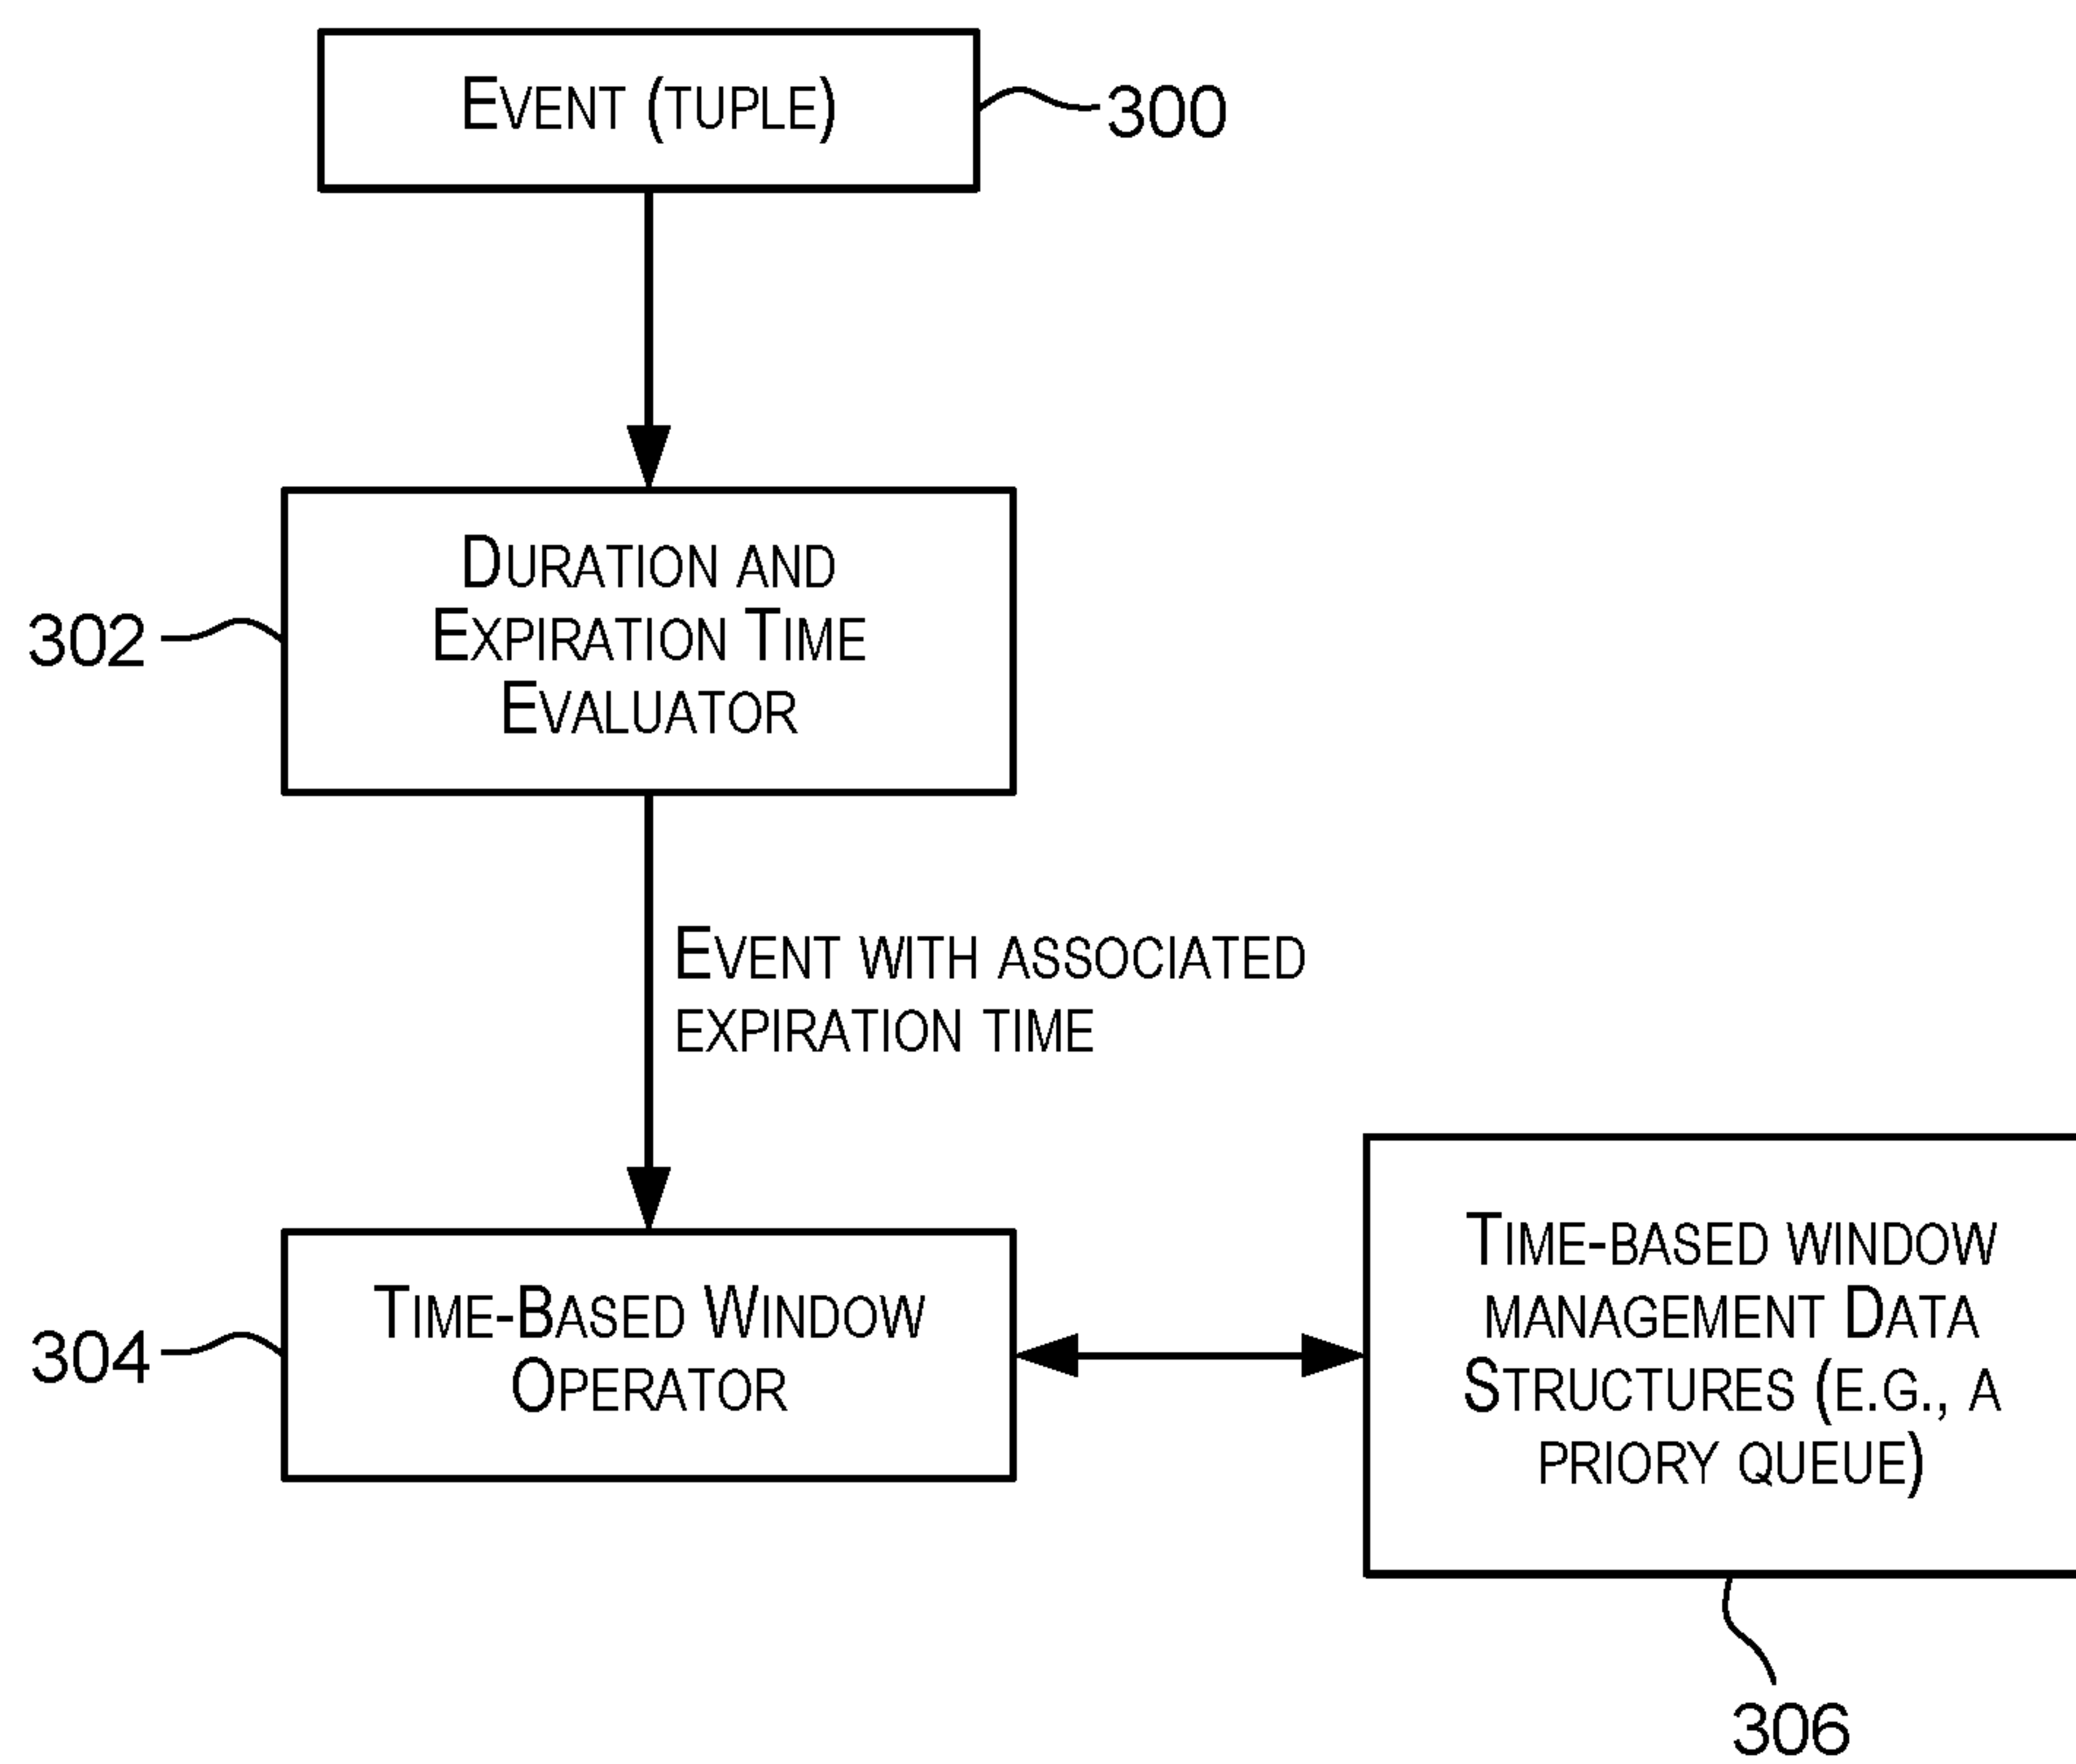 EVENT (TUPLE)
300
DURATION AND
EXPIRATION TIME
EVALUATOR
302
EVENT WITH ASSOCIATED
EXPIRATION TIME
TIME-BASED WINDOW
OPERATOR
304
TIME-BASED WINDOW
MANAGEMENT DATA
STRUCTURES (E.G., A
PRIORY QUEUE)
306